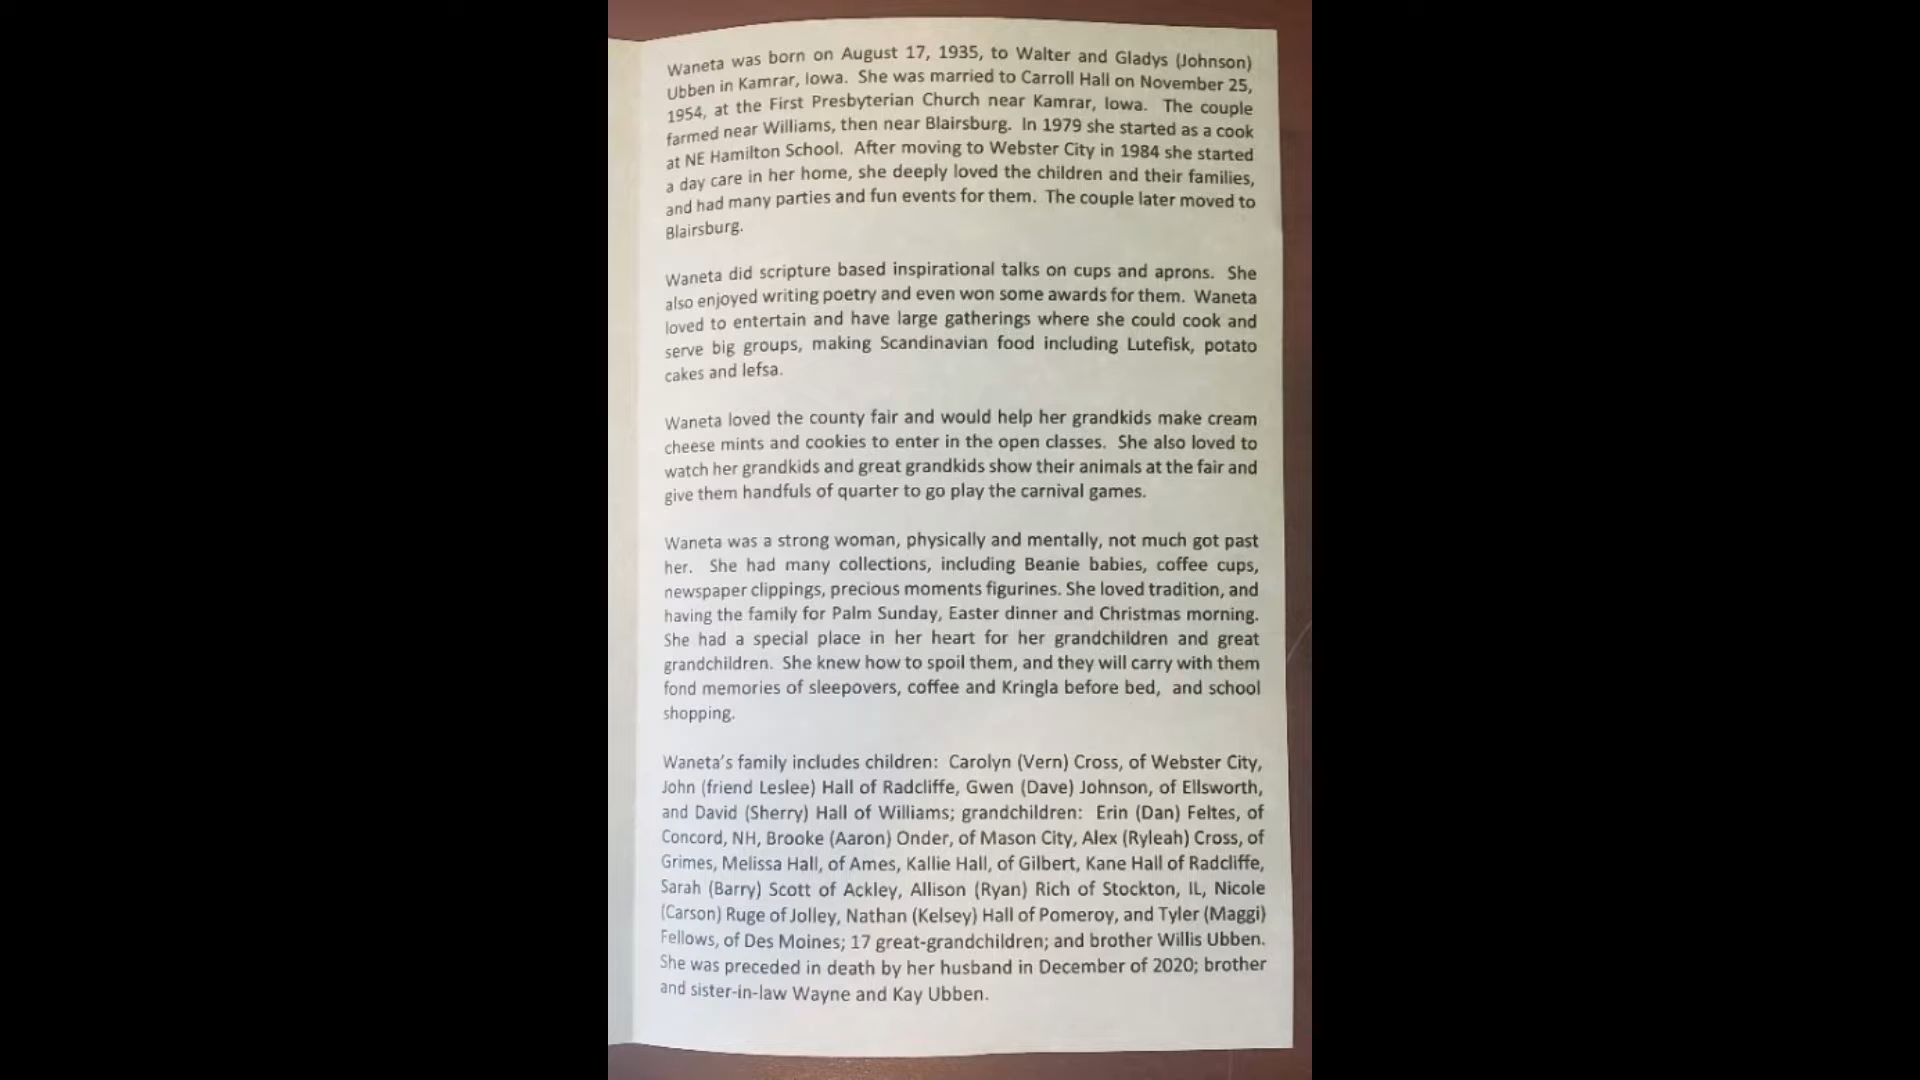 Waneta was born on August 17, 1935, to Walter and Gladys (Johnson)
Ubben in Kamrar, Iowa. She was married to Carroll Hall on November 25,
1954, at the First Presbyterian Church near Kamrar, Iowa. The couple
farmed near Williams, then near Blairsburg. In 1979 she started as a cook
at NE Hamilton School. After moving to Webster City in 1984 she started
a day care in her home, she deeply loved the children and their families,
and had many parties and fun events for them. The couple later moved to
Blairsburg.
Waneta did scripture based inspirational talks on cups and aprons. She
also enjoyed writing poetry and even won some awards for them. Waneta
loved to entertain and have large gatherings where she could cook and
serve big groups, making Scandinavian food including Lutefisk, potato
cakes and lefsa.
Waneta loved the county fair and would help her grandkids make cream
cheese mints and cookies to enter in the open classes. She also loved to
watch her grandkids and great grandkids show their animals at the fair and
give them handfuls of quarter to go play the carnival games.
Waneta was a strong woman, physically and mentally, not much got past
her. She had many collections, including Beanie babies, coffee cups,
newspaper clippings, precious moments figurines. She loved tradition, and
having the family for Palm Sunday, Easter dinner and Christmas morning.
She had a special place in her heart for her grandchildren and great
grandchildren. She knew how to spoil them, and they will carry with them
fond memories of sleepovers, coffee and Kringla before bed, and school
shopping.
Waneta's family includes children: Carolyn (Vern) Cross, of Webster City,
John (friend Leslee) Hall of Radcliffe, Gwen (Dave) Johnson, of Ellsworth,
and David (Sherry) Hall of Williams; grandchildren: Erin (Dan) Feltes, of
Concord, NH, Brooke (Aaron) Onder, of Mason City, Alex (Ryleah) Cross, of
Grimes, Melissa Hall, of Ames, Kallie Hall, of Gilbert, Kane Hall of Radcliffe,
Sarah (Barry) Scott of Ackley, Allison (Ryan) Rich of Stockton, IL, Nicole
(Carson) Ruge of Jolley, Nathan (Kelsey) Hall of Pomeroy, and Tyler (Maggi)
Fellows, of Des Moines; 17 great-grandchildren; and brother Willis Ubben.
She was preceded in death by her husband in December of 2020; brother
and sister-in-law Wayne and Kay Ubben.